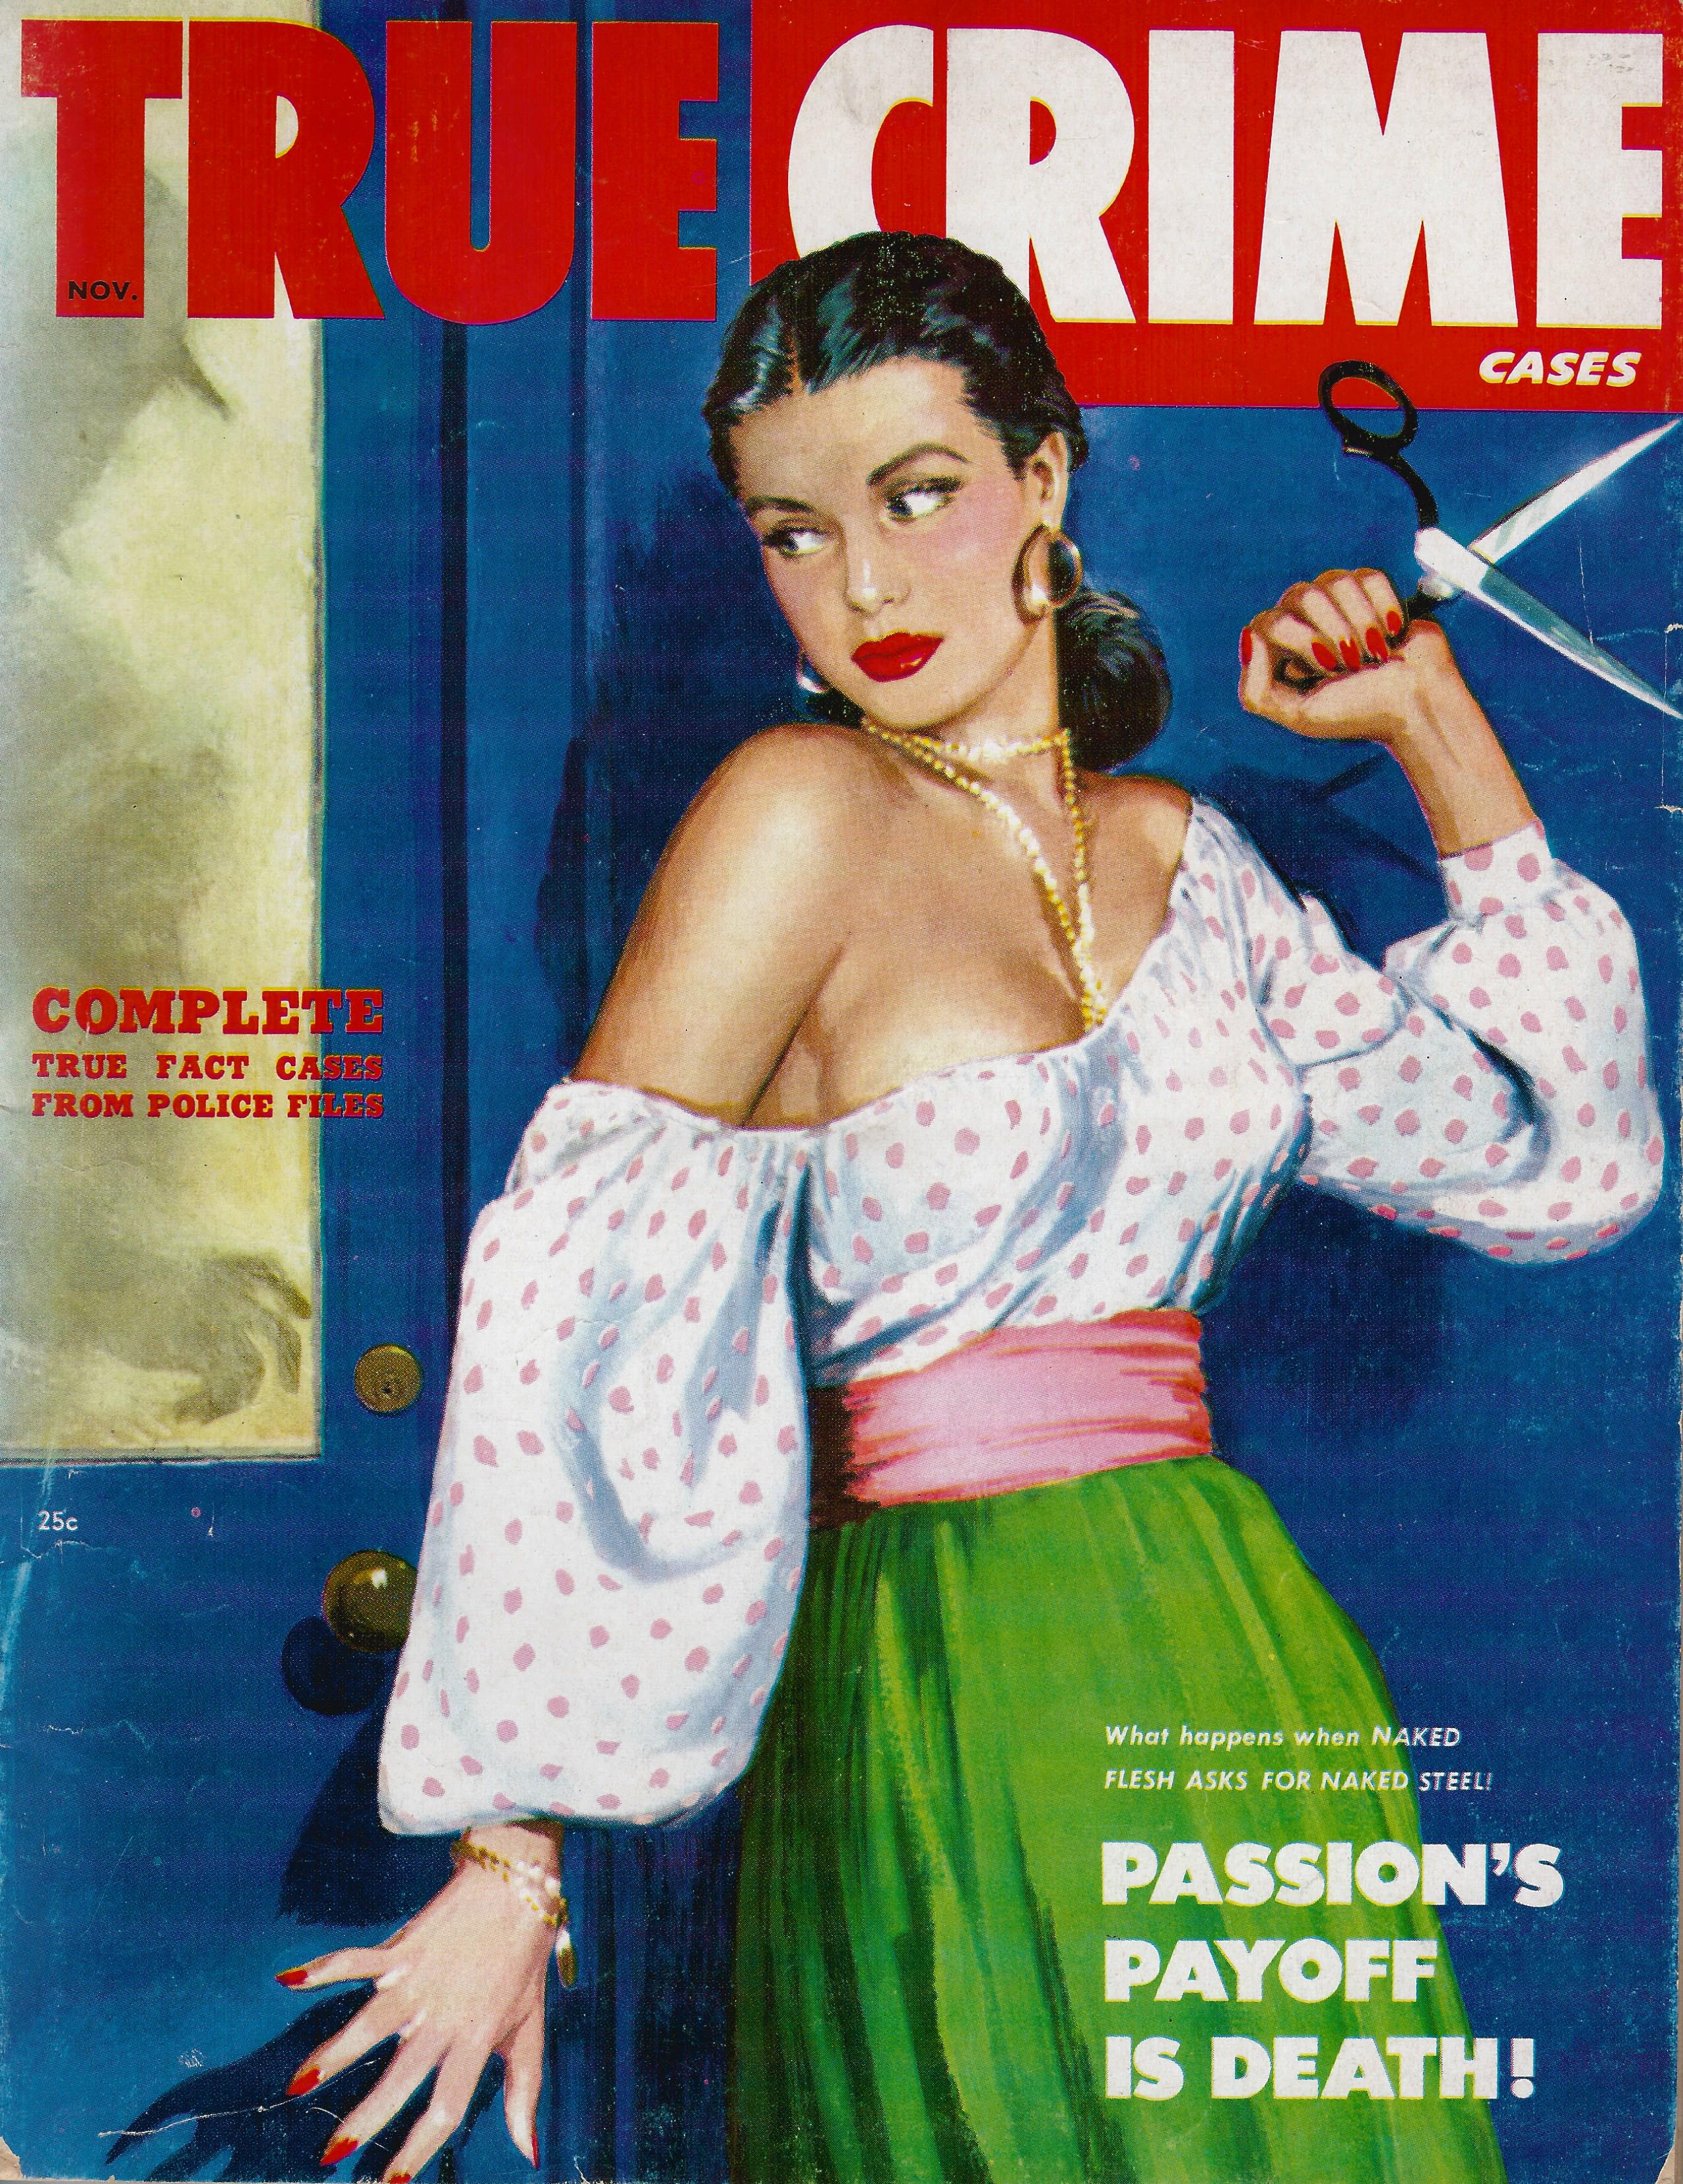 TRUE CRIME
NOV.
CASES
COMPLETE
TRUE FACT CASES
FROM POLICE FILES
25c
What happens when NAKED
FLESH ASKS FOR NAKED STEEL!
PASSION'S
PAYOFF
IS DEATH!